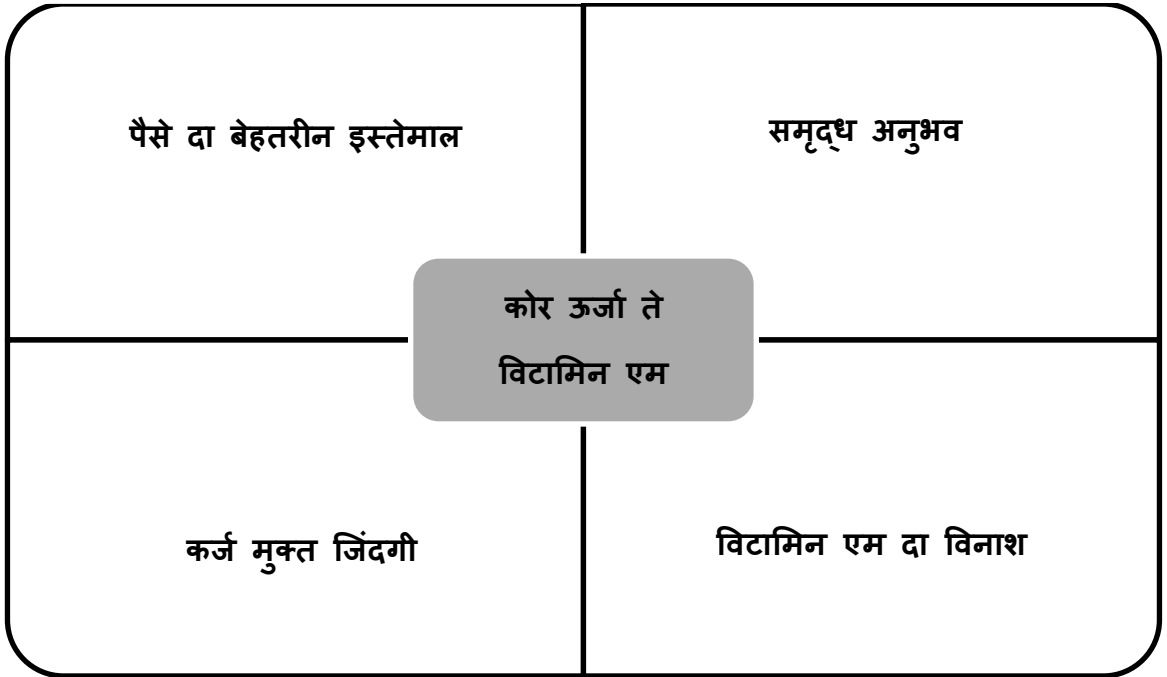 पैसे दा बेहतरीन इस्तेमाल
समृद्ध अनुभव
कोर ऊर्जा ते
विटामिन एम
कर्ज मुक्त जिंदगी
विटामिन एम दा विनाश